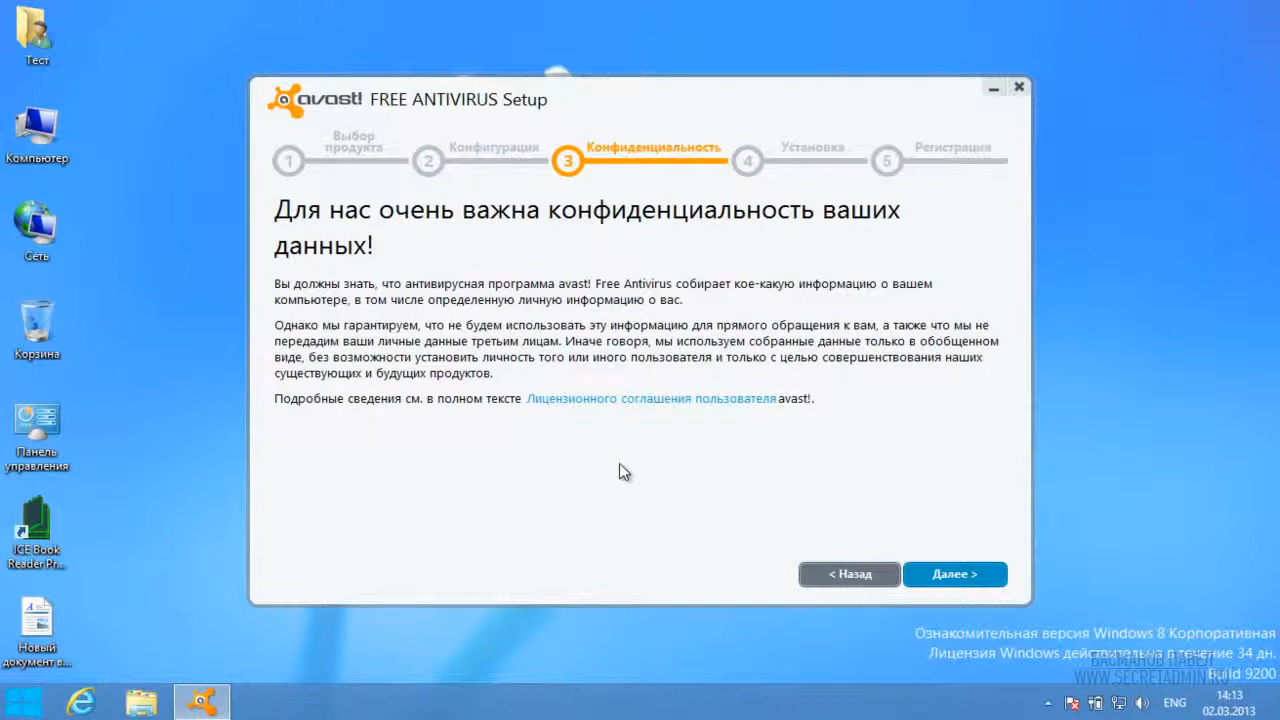 Тест
Компьютер
Сеть
Корзина
Панель
управления
ICE Book
Reader Pr...
Новый
документ в...
avast! FREE ANTIVIRUS Setup
1
Выбор
продукта
2
Конфигурация
3
Конфиденциальность
4
Установка
5
Регистрация
Для нас очень важна конфиденциальность ваших
данных!
Вы должны знать, что антивирусная программа avast! Free Antivirus собирает кое-какую информацию о вашем
компьютере, в том числе определенную личную информацию о вас.
Однако мы гарантируем, что не будем использовать эту информацию для прямого обращения к вам, а также что мы не
передадим ваши личные данные третьим лицам. Иначе говоря, мы используем собранные данные только в обобщенном
виде, без возможности установить личность того или иного пользователя и только с целью совершенствования наших
существующих и будущих продуктов.
Подробные сведения см. в полном тексте Лицензионного соглашения пользователя avast!.
< Назад
Далее >
Ознакомительная версия Windows 8 Корпоративная
Лицензия Windows действительна в течение 34 дн.
Build 9200
БАСМАНОВ ПАВЕЛ
WWW.SECRETADMIN.RU
ENG
14:13
02.03.2013